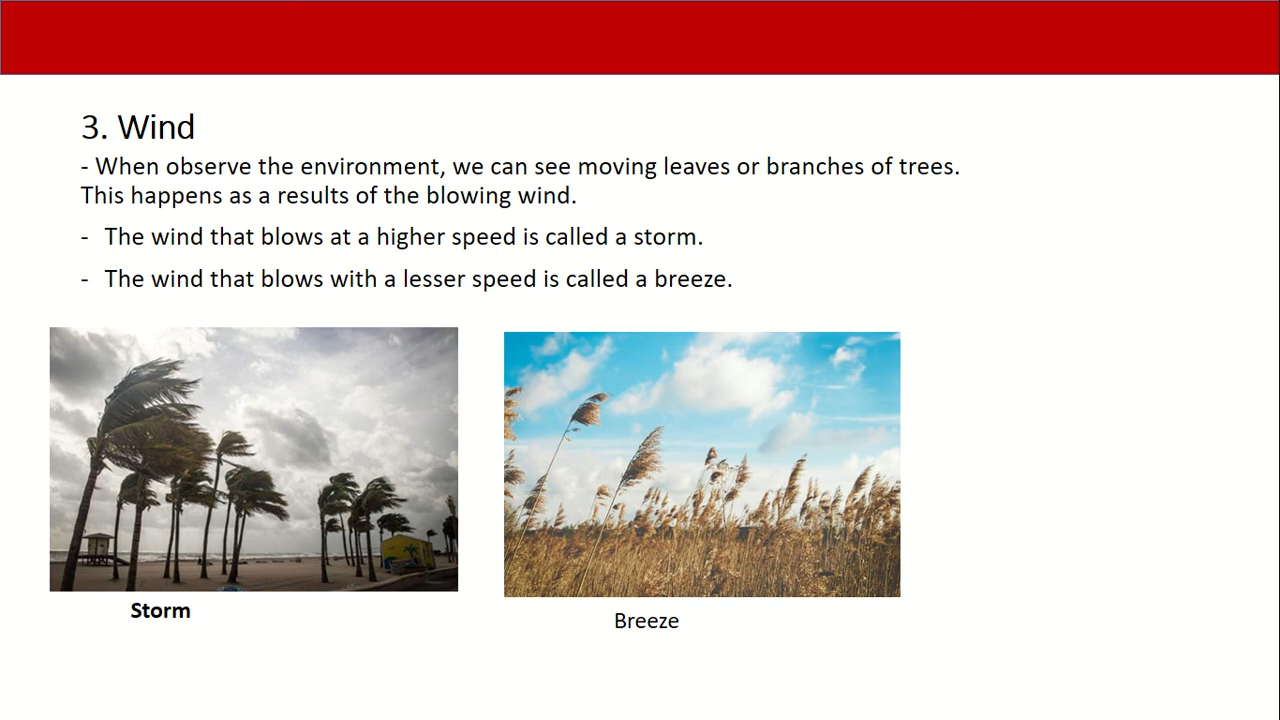 3. Wind
- When observe the environment, we can see moving leaves or branches of trees.
This happens as a results of the blowing wind.
- The wind that blows at a higher speed is called a storm.
- The wind that blows with a lesser speed is called a breeze.
Storm
Breeze